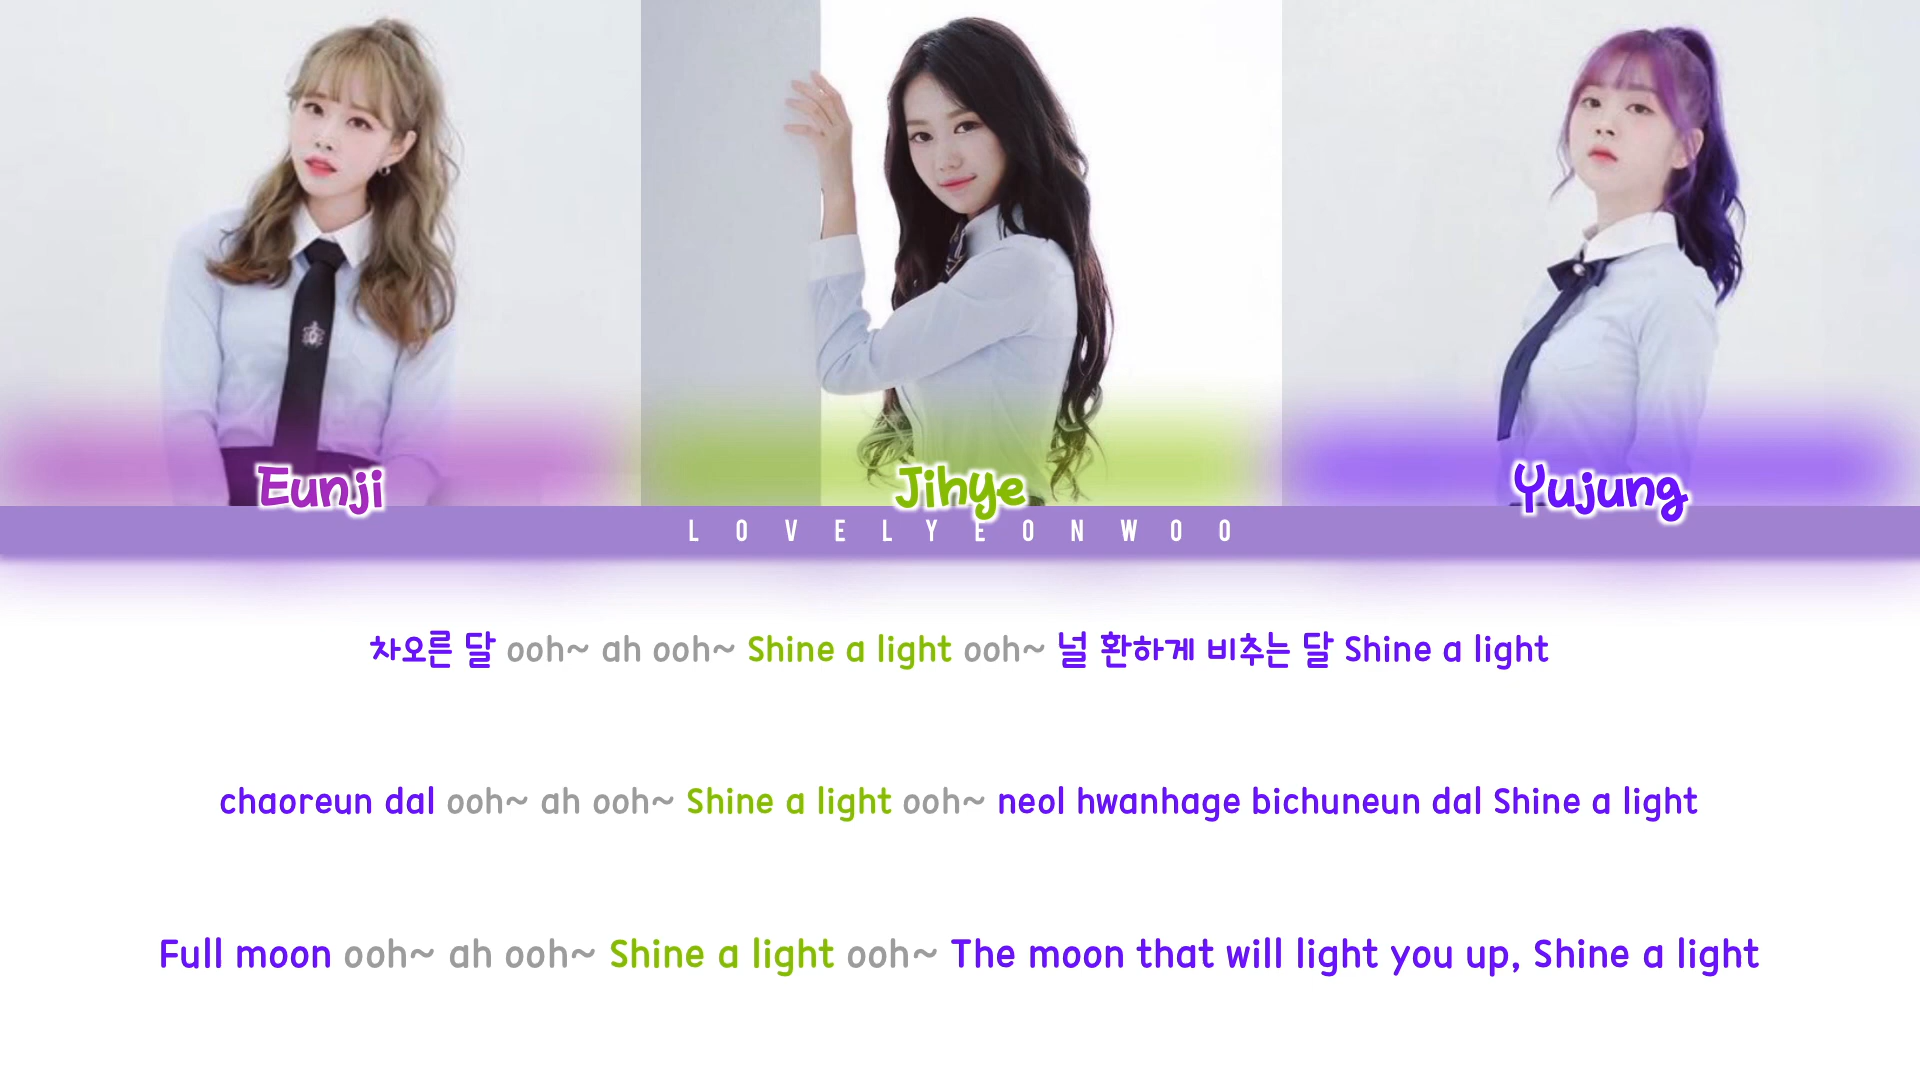 Eunji
Jihye
Yujung
LOVELYEONWOO
차오른 달 ooh~ ah ooh~ Shine a light ooh~ 널 환하게 비추는 달 Shine a light
chaoreun dal ooh~ ah ooh~ Shine a light ooh~ neol hwanhage bichuneun dal Shine a light
Full moon ooh~ ah ooh~ Shine a light ooh~ The moon that will light you up, Shine a light